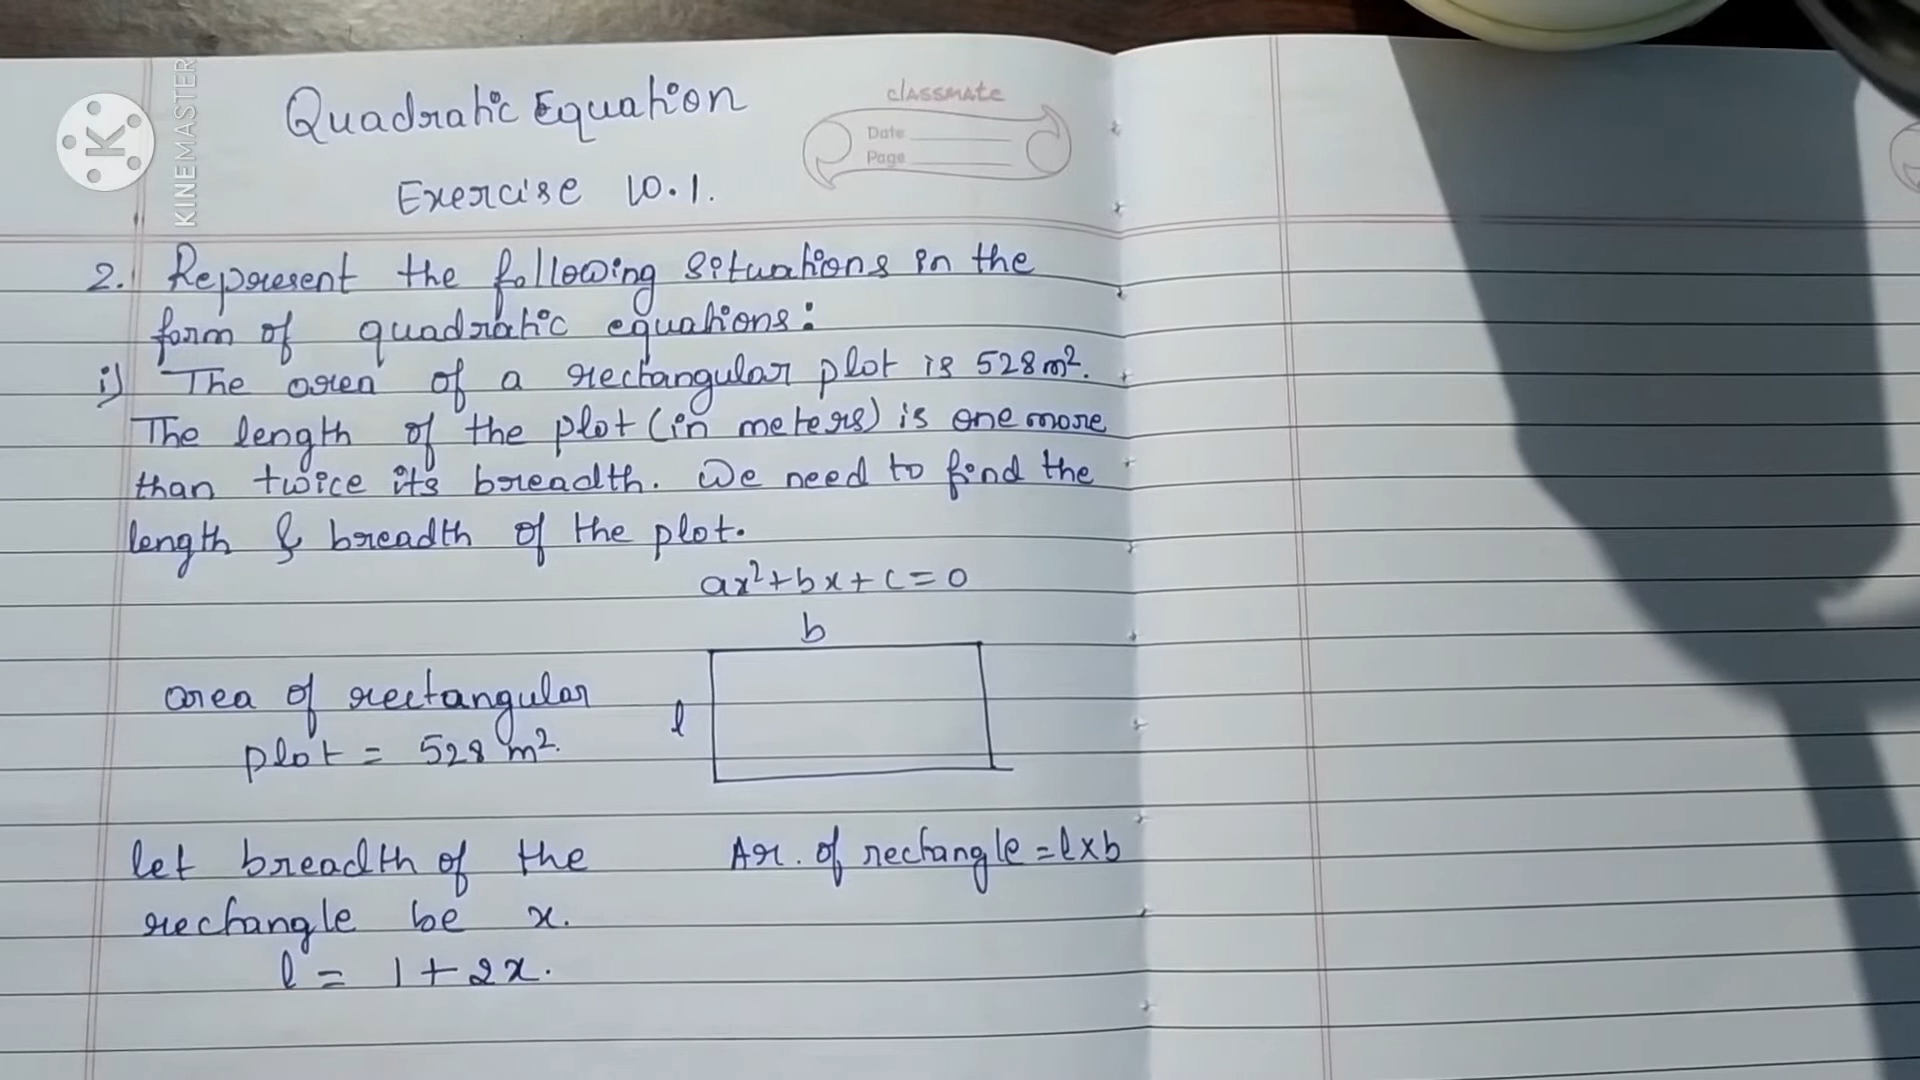 KINEMASTER
Quadratic Equation
classmate
Date
Page
Exercise 10.1.
2. Represent the following situations in the
form of quadratic equations:
i) The area of a rectangular plot is 528 m².
The length of the plot (in meters) is one more
than twice its breadth. We need to find the
length & breadth of the plot.
ax²+bx+c=0
b
area of rectangular
l
plot = 528 m².
let breadth of the
Ar. of rectangle = l×b
rectangle be x.
l = 1+2x.